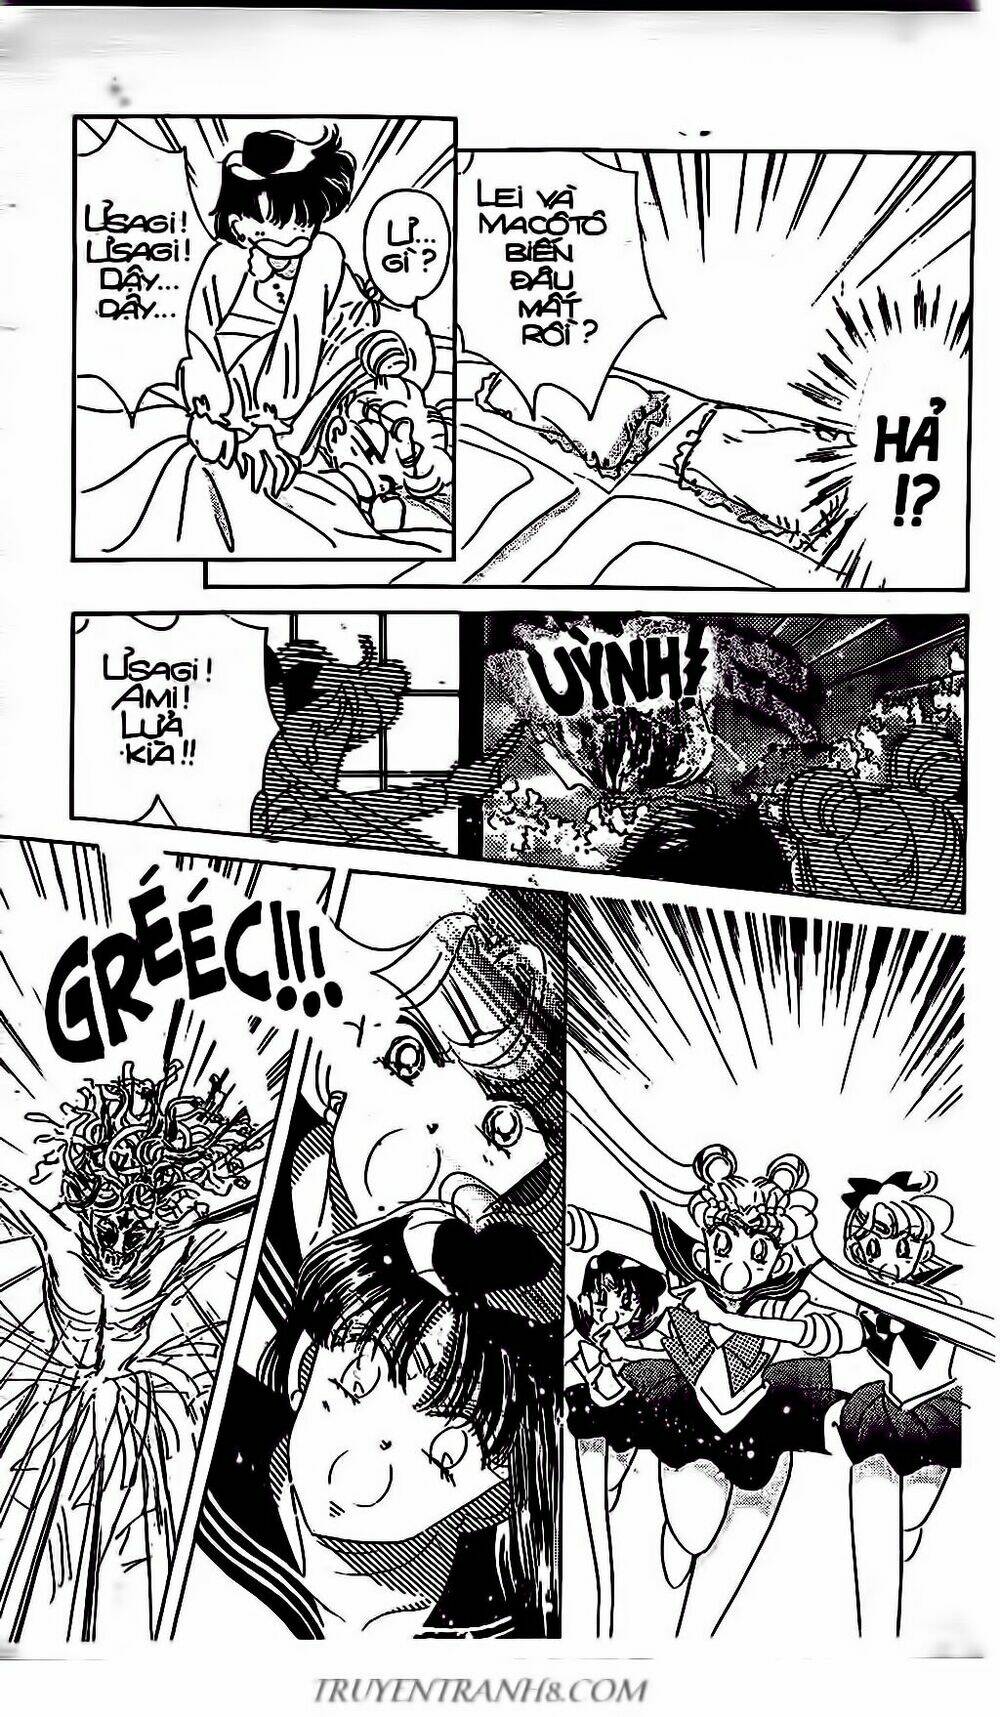 ỦSAGI!
ỦSAGI!
DẬY...
DẬY...
Ư...
GÌ?
LEI VÀ
MACÔTÔ
BIẾN
ĐÂU
MẤT
RỒI?
HẢ
!?
ỦSAGI!
AMI!
LỬA
KÌA!!
UỲNH!
GRÉÉC!!!
TRUYENTRANH8.COM